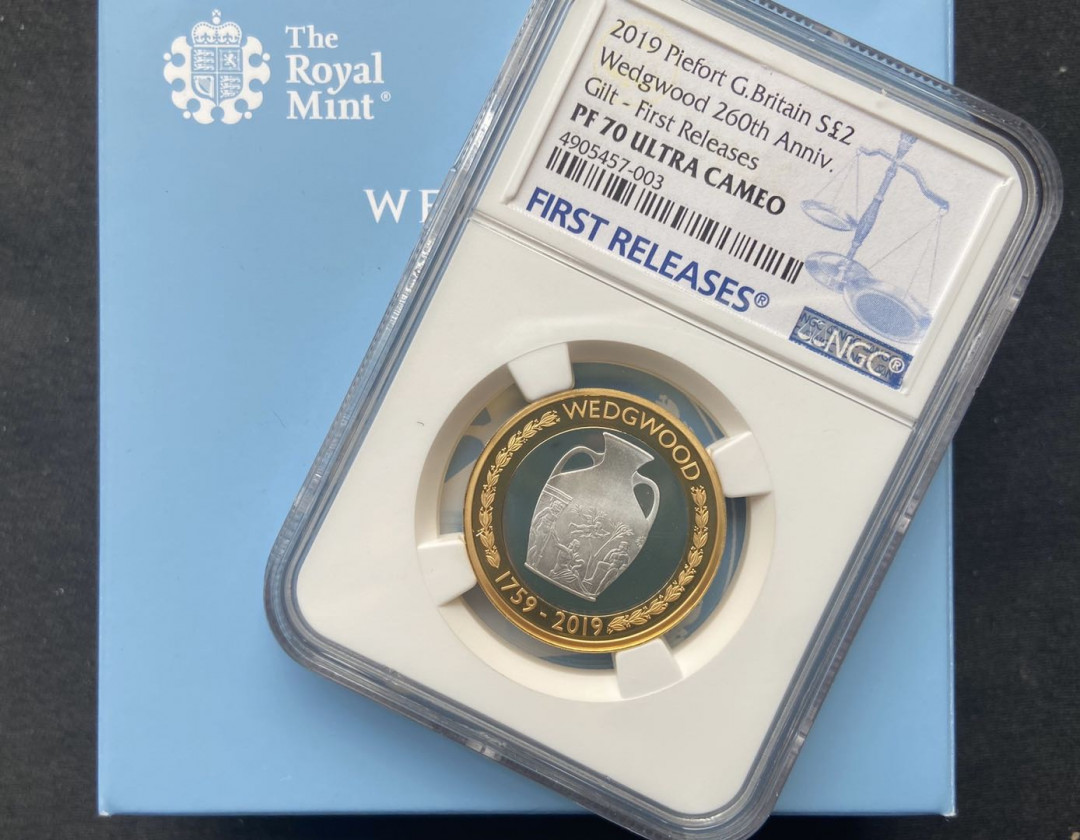 The
Royal
Mint®
WE
2019 Piefort G.Britain S£2
Wedgwood 260th Anniv.
Gilt - First Releases
PF 70 ULTRA CAMEO
4905457-003
FIRST RELEASES®
NGC®
WEDGWOOD
1759 - 2019